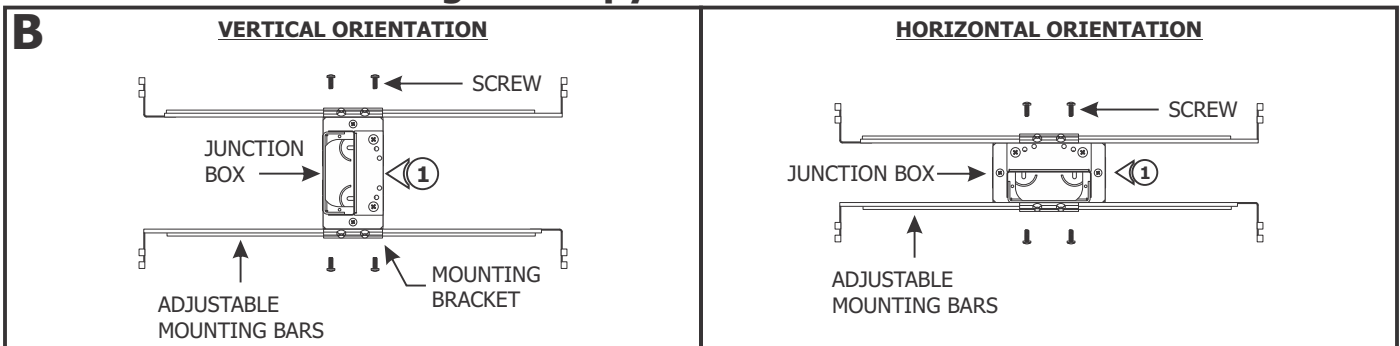 B
VERTICAL ORIENTATION
SCREW
JUNCTION
BOX
1
MOUNTING
BRACKET
ADJUSTABLE
MOUNTING BARS
HORIZONTAL ORIENTATION
SCREW
JUNCTION BOX
1
ADJUSTABLE
MOUNTING BARS